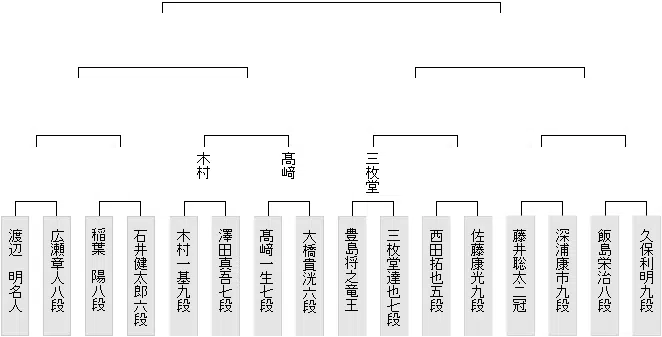 木村
髙﨑
三枚堂
渡辺　明名人
広瀬章人八段
稲葉　陽八段
石井健太郎六段
木村一基九段
澤田真吾七段
髙﨑一生七段
大橋貴洸六段
豊島将之竜王
三枚堂達也七段
西田拓也五段
佐藤康光九段
藤井聡太二冠
深浦康市九段
飯島栄治八段
久保利明九段